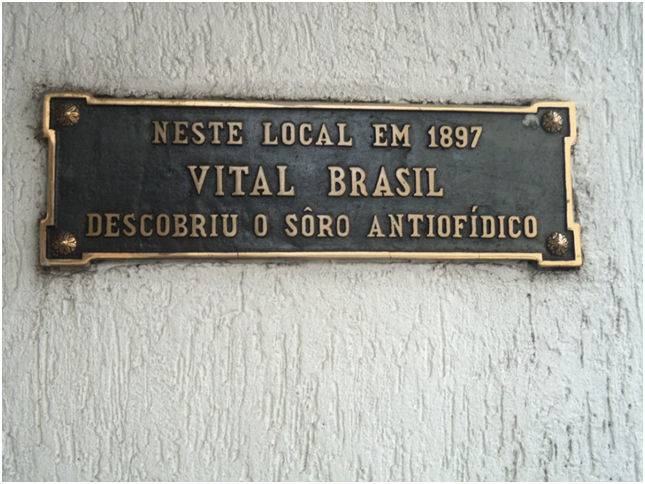 NESTE LOCAL EM 1897
VITAL BRASIL
DESCOBRIU O SÔRO ANTIOFÍDICO